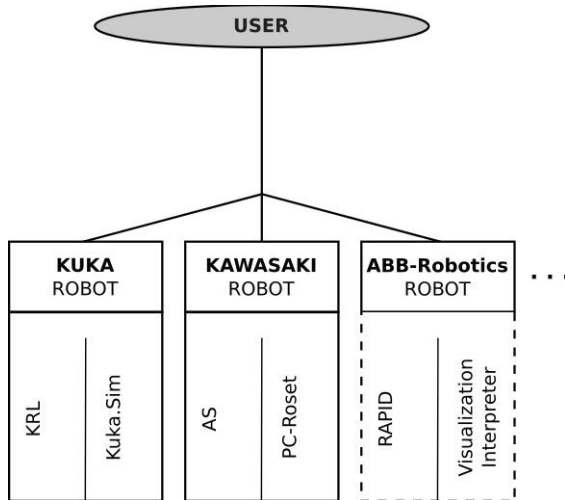 USER
KUKA
ROBOT
KAWASAKI
ROBOT
ABB-Robotics
ROBOT
. . .
KRL
Kuka.Sim
AS
PC-Roset
RAPID
Visualization
Interpreter